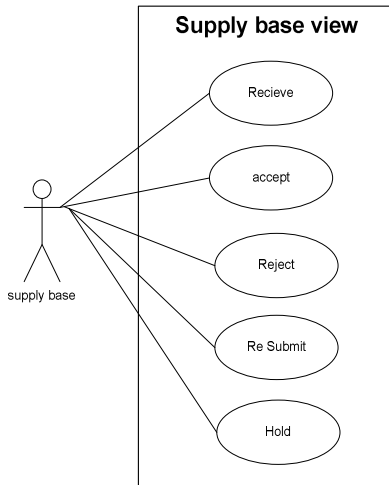 Supply base view
Recieve
accept
Reject
supply base
Re Submit
Hold